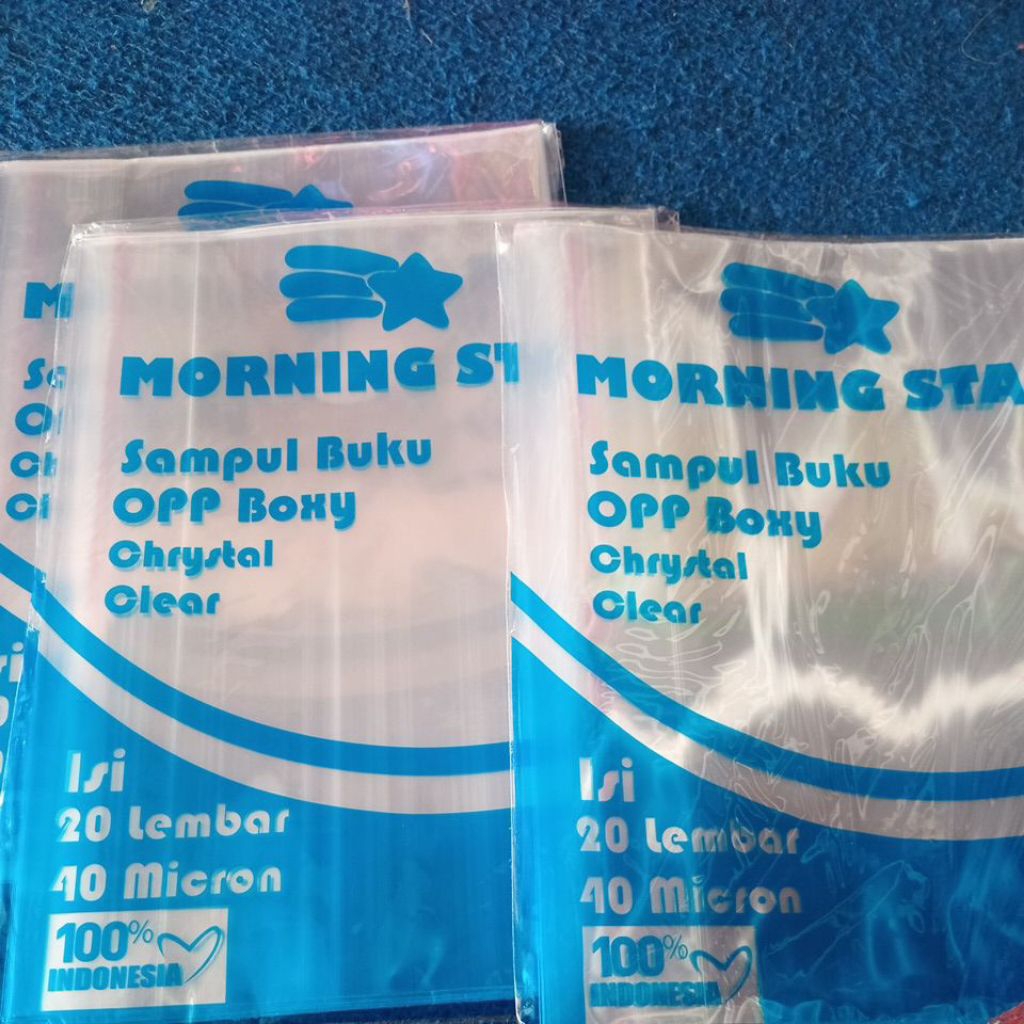 MORNING ST
Sampul Buku
OPP Boxy
Chrystal
Clear
Isi
20 Lembar
40 Micron
100%
INDONESIA
MORNING STA
Sampul Buku
OPP Boxy
Chrystal
Clear
Isi
20 Lembar
40 Micron
100%
INDONESIA